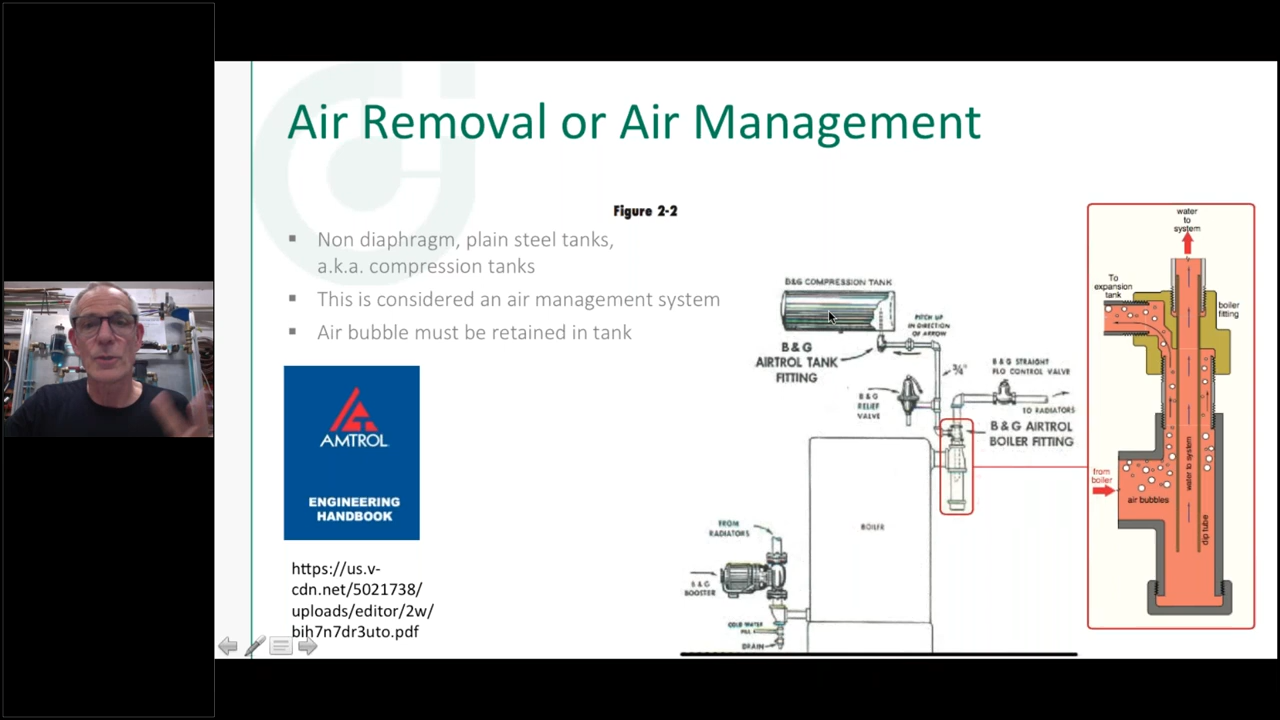 Air Removal or Air Management
Figure 2-2
▪ Non diaphragm, plain steel tanks,
a.k.a. compression tanks
▪ This is considered an air management system
▪ Air bubble must be retained in tank
AMTROL
ENGINEERING
HANDBOOK
https://us.v-
cdn.net/5021738/
uploads/editor/2w/
bih7n7dr3uto.pdf
B&G COMPRESSION TANK
PITCH UP
IN DIRECTION
OF ARROW
B & G
AIRTROL TANK
FITTING
3/4"
B & G STRAIGHT
FLO CONTROL VALVE
B & G
RELIEF
VALVE
TO RADIATORS
B & G AIRTROL
BOILER FITTING
BOILER
FROM
RADIATORS
B & G
BOOSTER
COLD WATER
FILL
DRAIN
water
to
system
To
expansion
tank
boiler
fitting
from
boiler
air bubbles
water to system
dip tube